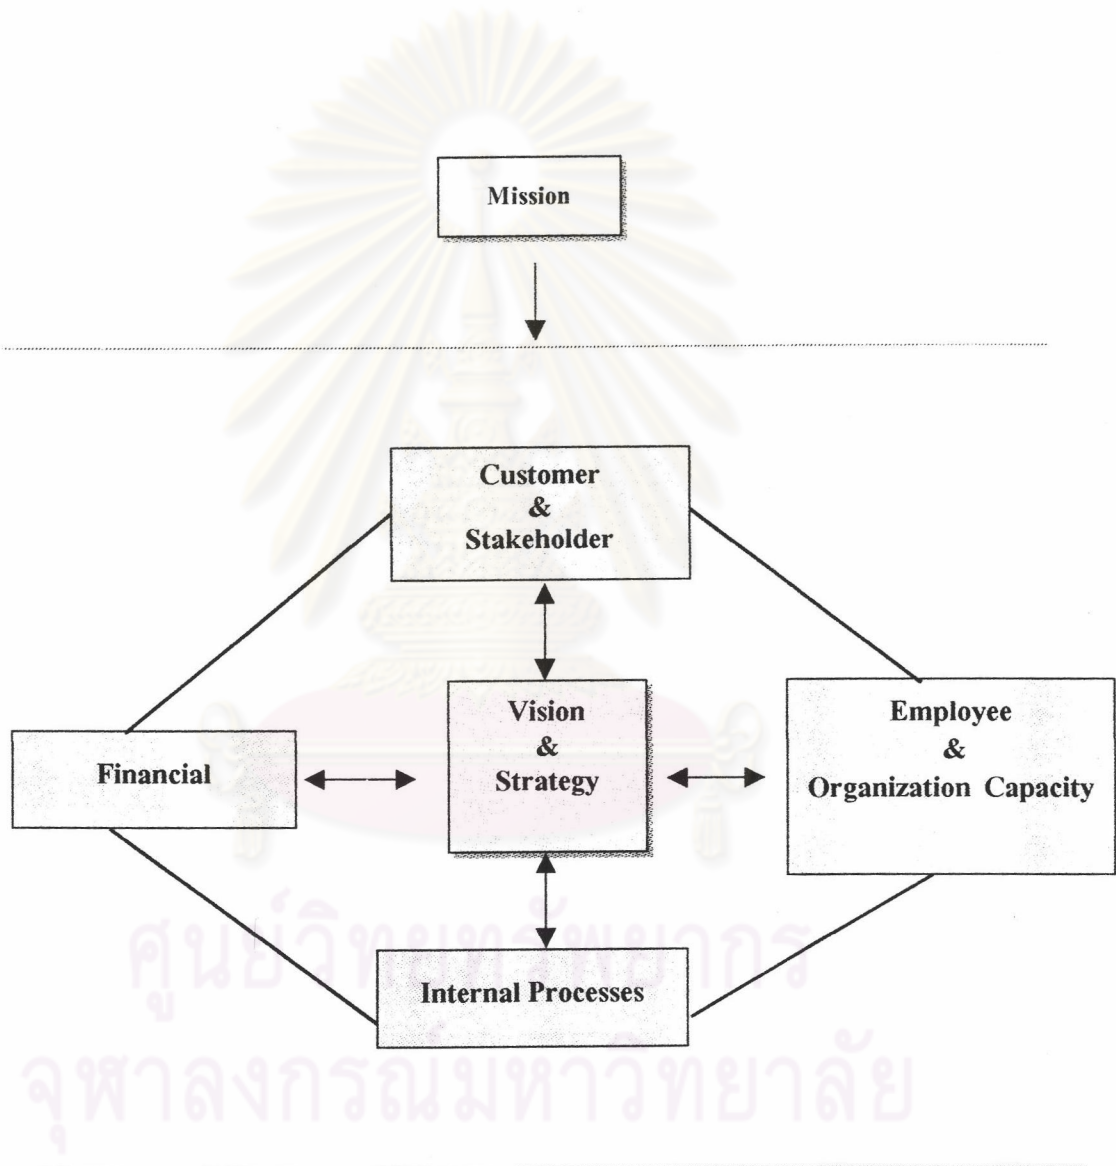 Mission
Customer
&
Stakeholder
Vision
&
Strategy
Financial
Employee
&
Organization Capacity
Internal Processes
ศูนย์วิทยทรัพยากร
จุฬาลงกรณ์มหาวิทยาลัย